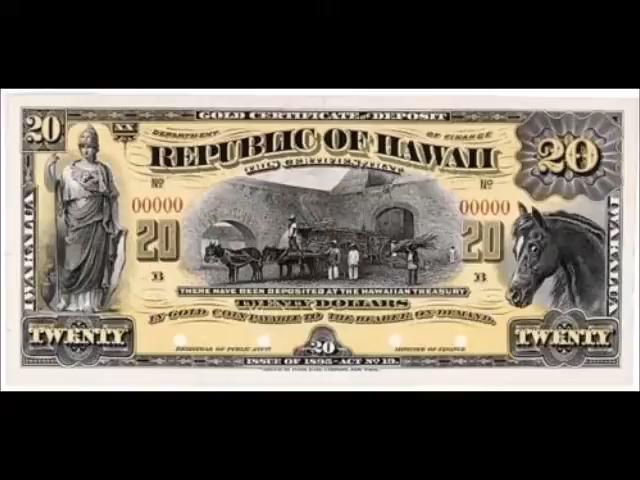 GOLD CERTIFICATE OF DEPOSIT
20 XX 20
DEPARTMENT OF FINANCE
REPUBLIC OF HAWAII
THIS CERTIFIES THAT
No No
00000 00000
20 20
B B
THERE HAVE BEEN DEPOSITED AT THE HAWAIIAN TREASURY
TWENTY DOLLARS
IN GOLD COIN PAYABLE TO THE BEARER ON DEMAND.
TWENTY TWENTY
20
REGISTRAR OF PUBLIC ACCTS MINISTER OF FINANCE
ISSUE OF 1895-ACT No 19.